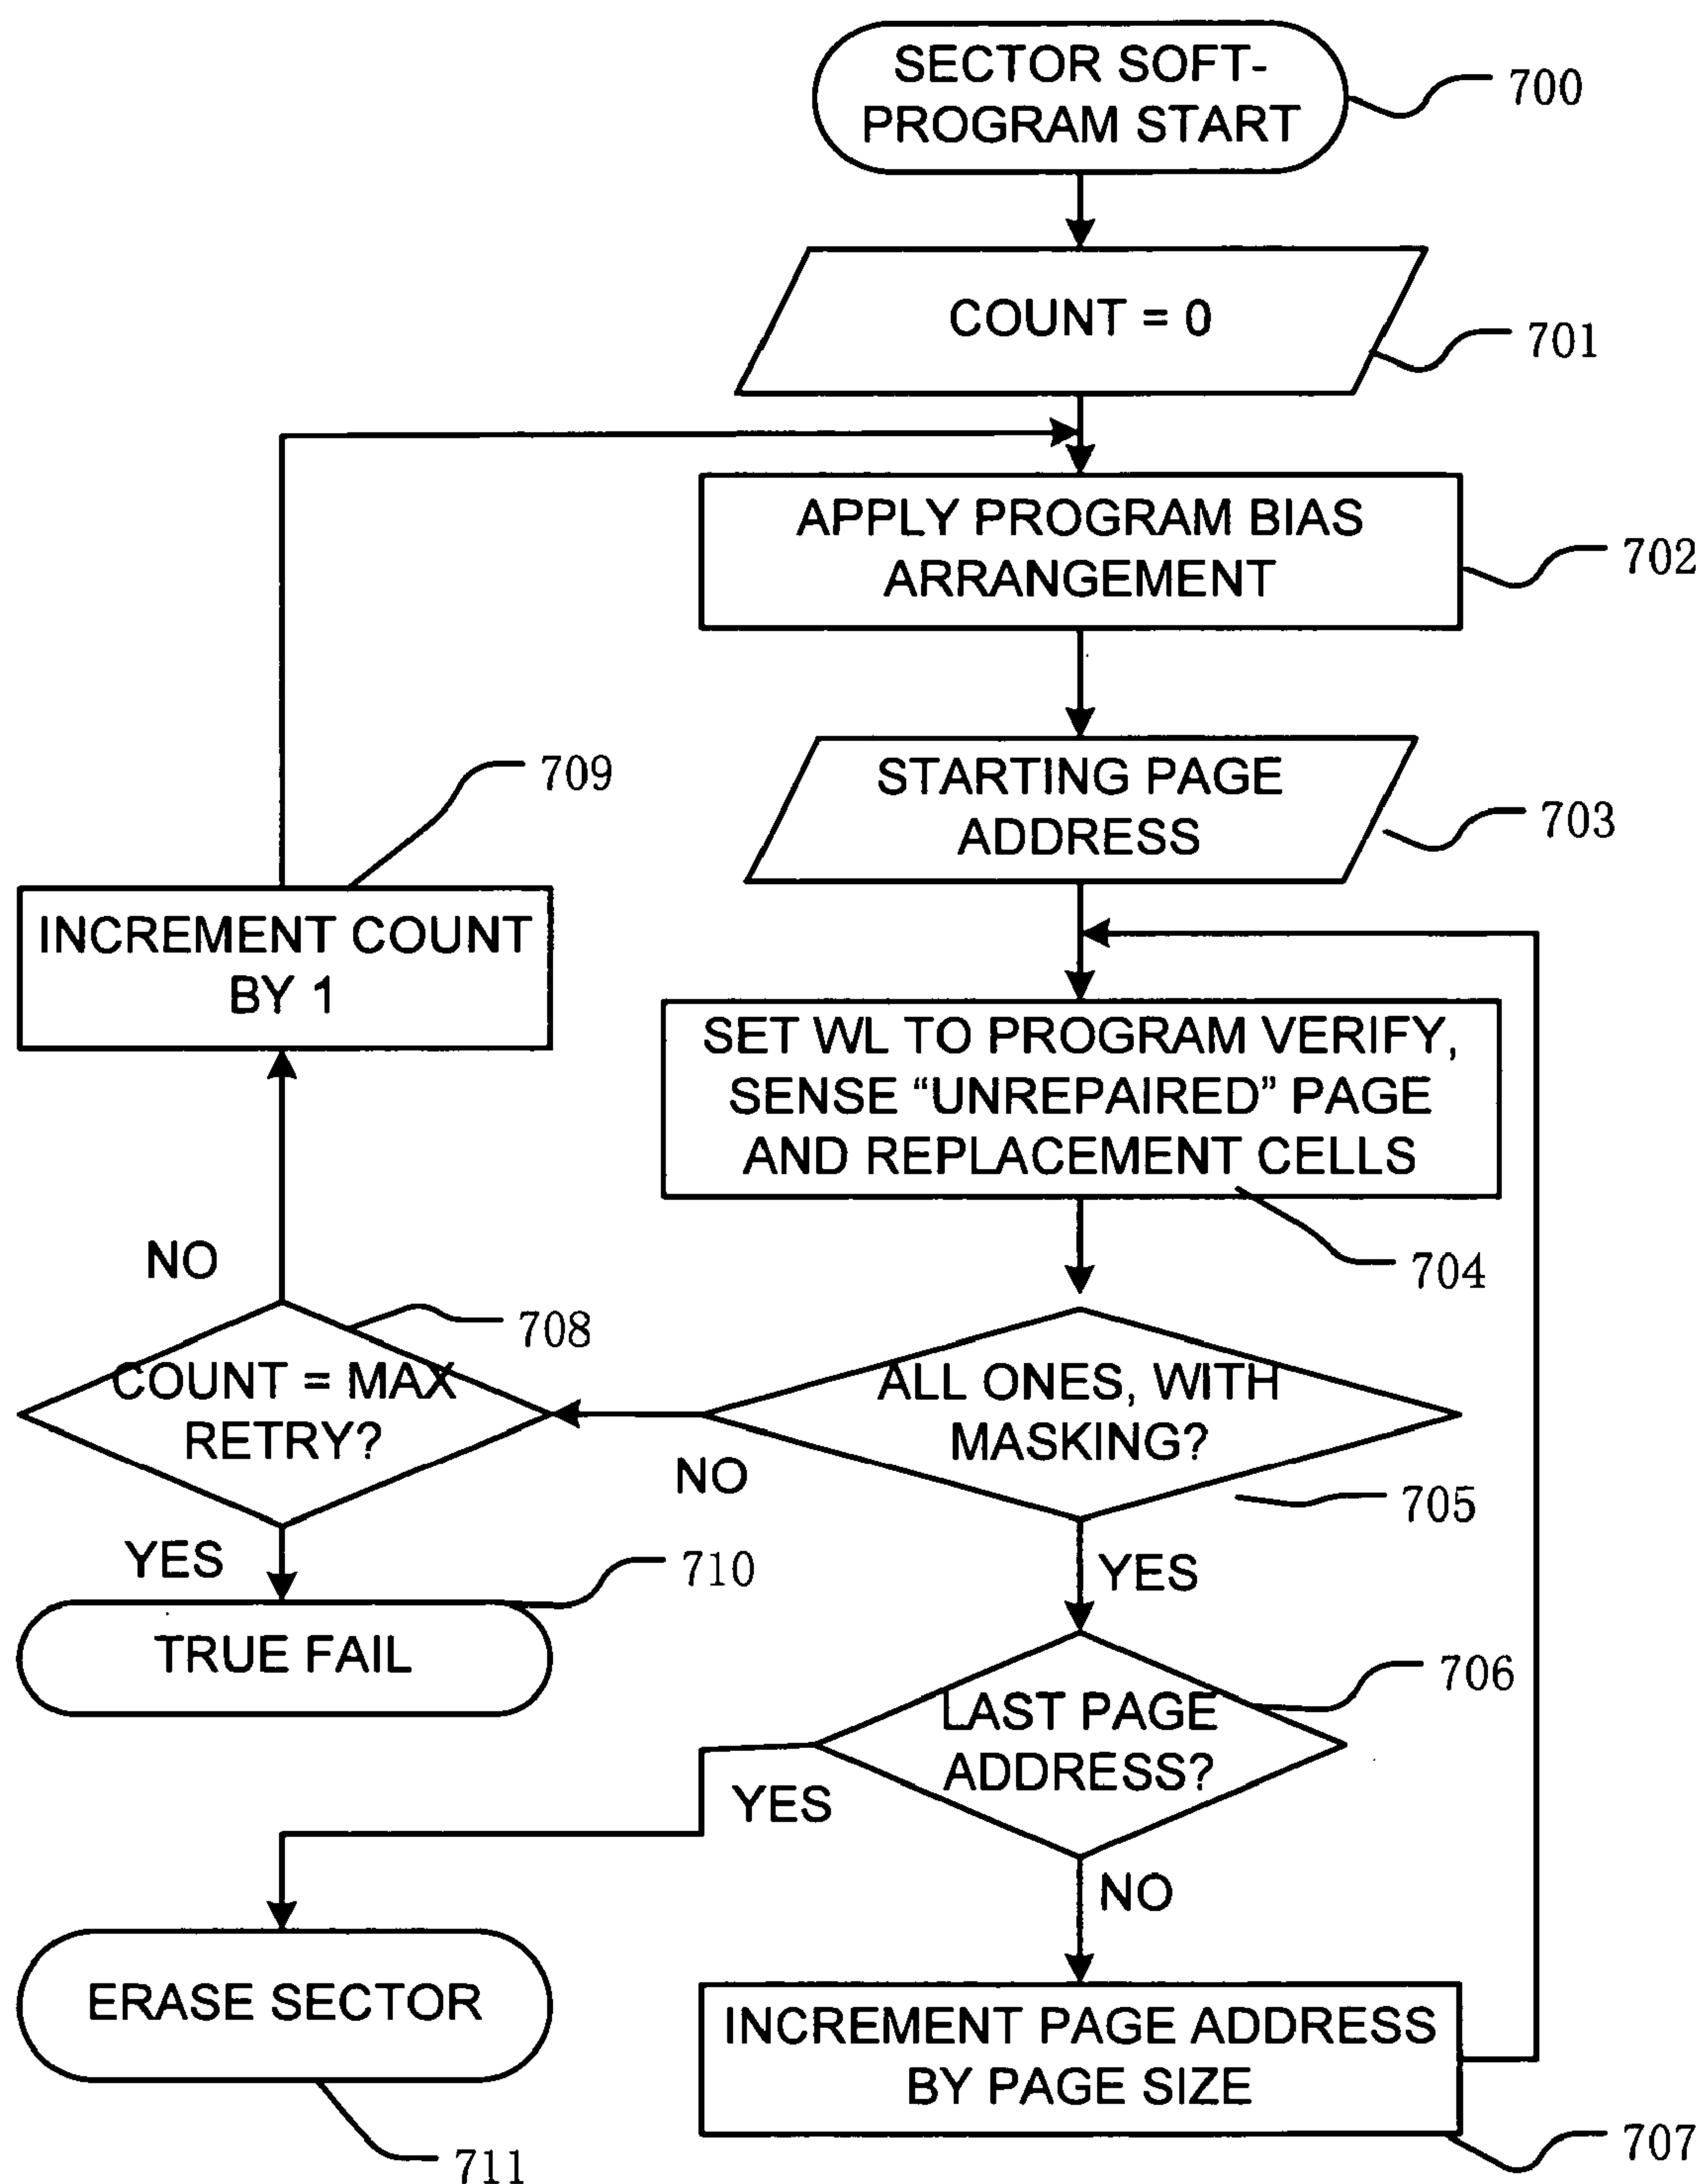 SECTOR SOFT-
PROGRAM START
700
COUNT = 0
701
APPLY PROGRAM BIAS
ARRANGEMENT
702
STARTING PAGE
ADDRESS
703
709
INCREMENT COUNT
BY 1
SET WL TO PROGRAM VERIFY,
SENSE “UNREPAIRED” PAGE
AND REPLACEMENT CELLS
704
NO
708
COUNT = MAX
RETRY?
ALL ONES, WITH
MASKING?
NO
705
YES
YES
710
TRUE FAIL
706
LAST PAGE
ADDRESS?
YES
NO
ERASE SECTOR
711
INCREMENT PAGE ADDRESS
BY PAGE SIZE
707